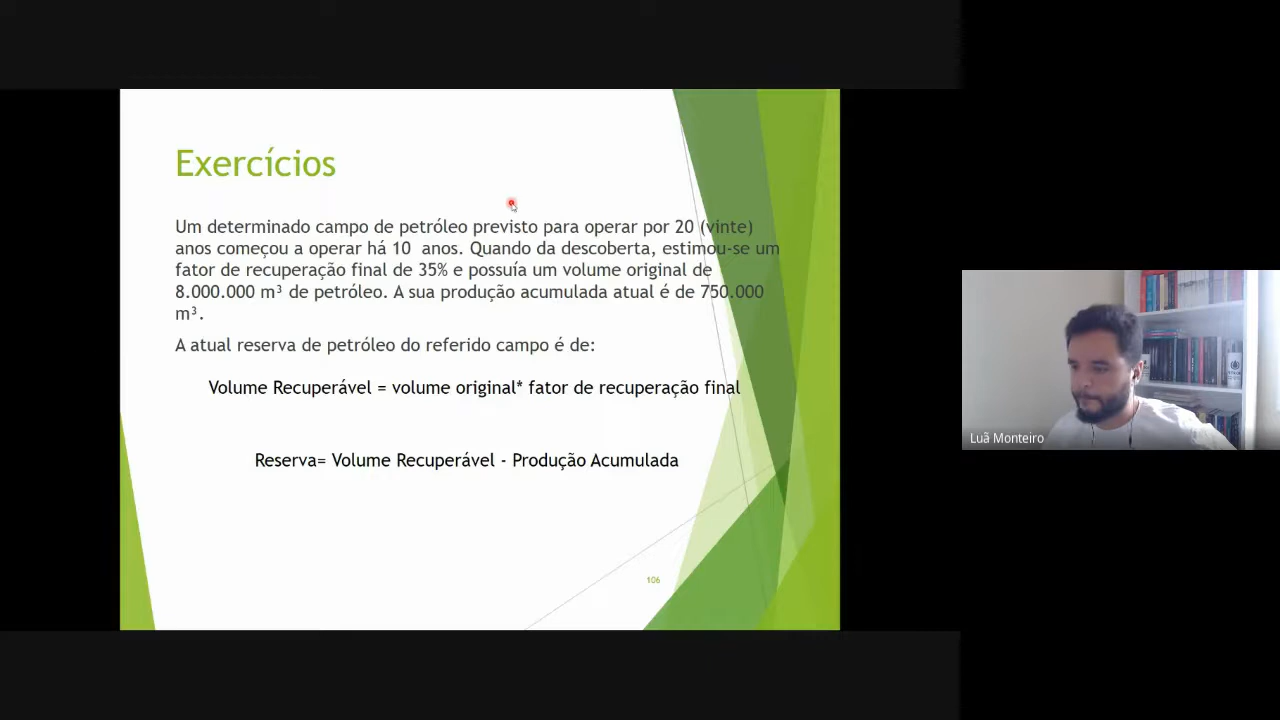 Exercícios
Um determinado campo de petróleo previsto para operar por 20 (vinte)
anos começou a operar há 10  anos. Quando da descoberta, estimou-se um
fator de recuperação final de 35% e possuía um volume original de
8.000.000 m³ de petróleo. A sua produção acumulada atual é de 750.000
m³.
A atual reserva de petróleo do referido campo é de:
Volume Recuperável = volume original* fator de recuperação final
Reserva= Volume Recuperável - Produção Acumulada
106
Luã Monteiro